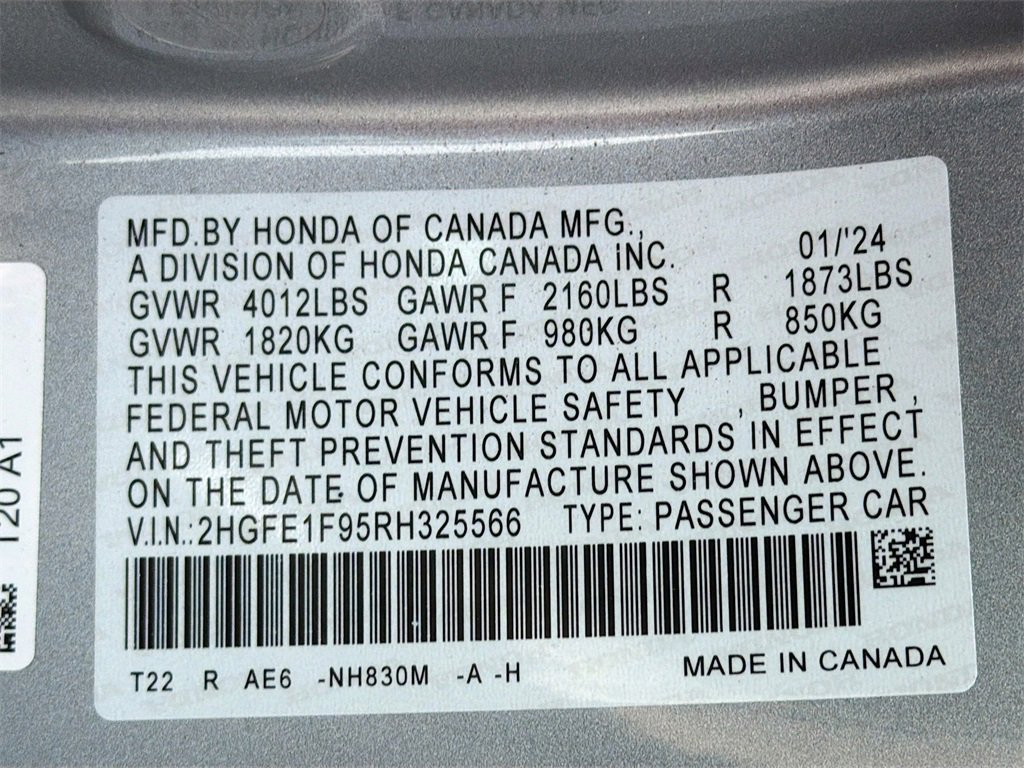 MFD.BY HONDA OF CANADA MFG.,
A DIVISION OF HONDA CANADA INC. 01/'24
GVWR 4012LBS GAWR F 2160LBS R 1873LBS
GVWR 1820KG GAWR F 980KG R 850KG
THIS VEHICLE CONFORMS TO ALL APPLICABLE
FEDERAL MOTOR VEHICLE SAFETY , BUMPER ,
AND THEFT PREVENTION STANDARDS IN EFFECT
ON THE DATE OF MANUFACTURE SHOWN ABOVE.
V.I.N.:2HGFE1F95RH325566 TYPE: PASSENGER CAR
T22 R AE6 -NH830M -A -H
MADE IN CANADA
120 A1